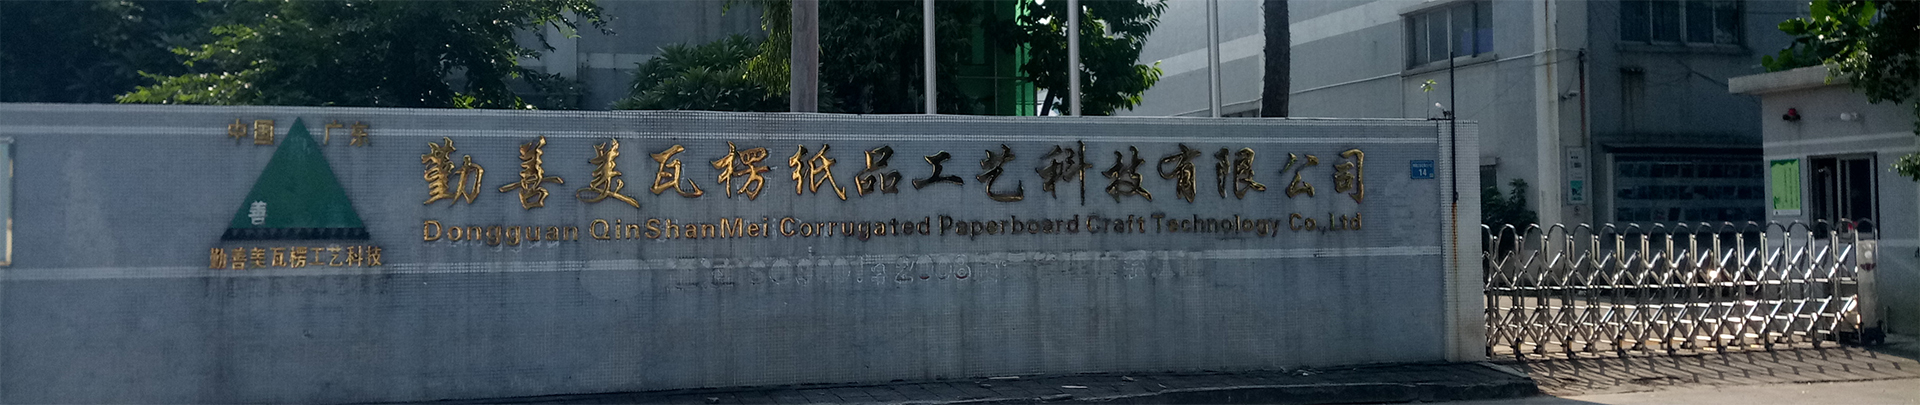 中国 广东
善
勤善美瓦楞工艺科技
勤善美瓦楞纸品工艺科技有限公司
Dongguan QinShanMei Corrugated Paperboard Craft Technology Co.,Ltd
14